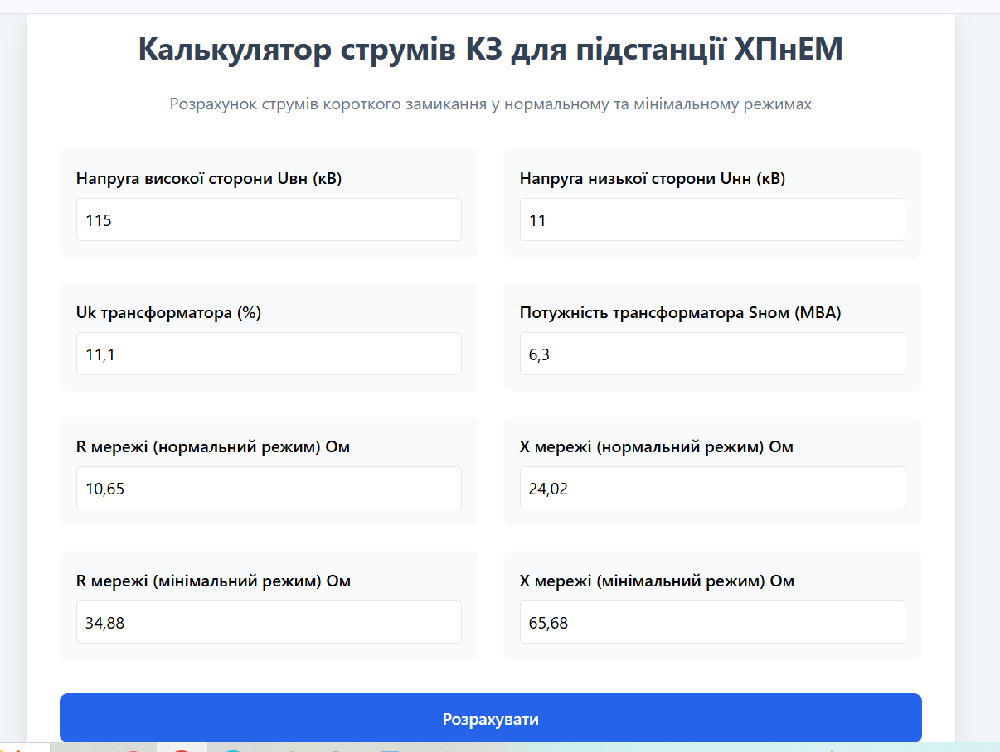 Калькулятор струмів КЗ для підстанції ХПнЕМ
Розрахунок струмів короткого замикання у нормальному та мінімальному режимах
Напруга високої сторони Uвн (кВ)
Напруга низької сторони Uнн (кВ)
115
11
Uk трансформатора (%)
Потужність трансформатора Sном (МВА)
11,1
6,3
R мережі (нормальний режим) Ом
X мережі (нормальний режим) Ом
10,65
24,02
R мережі (мінімальний режим) Ом
X мережі (мінімальний режим) Ом
34,88
65,68
Розрахувати